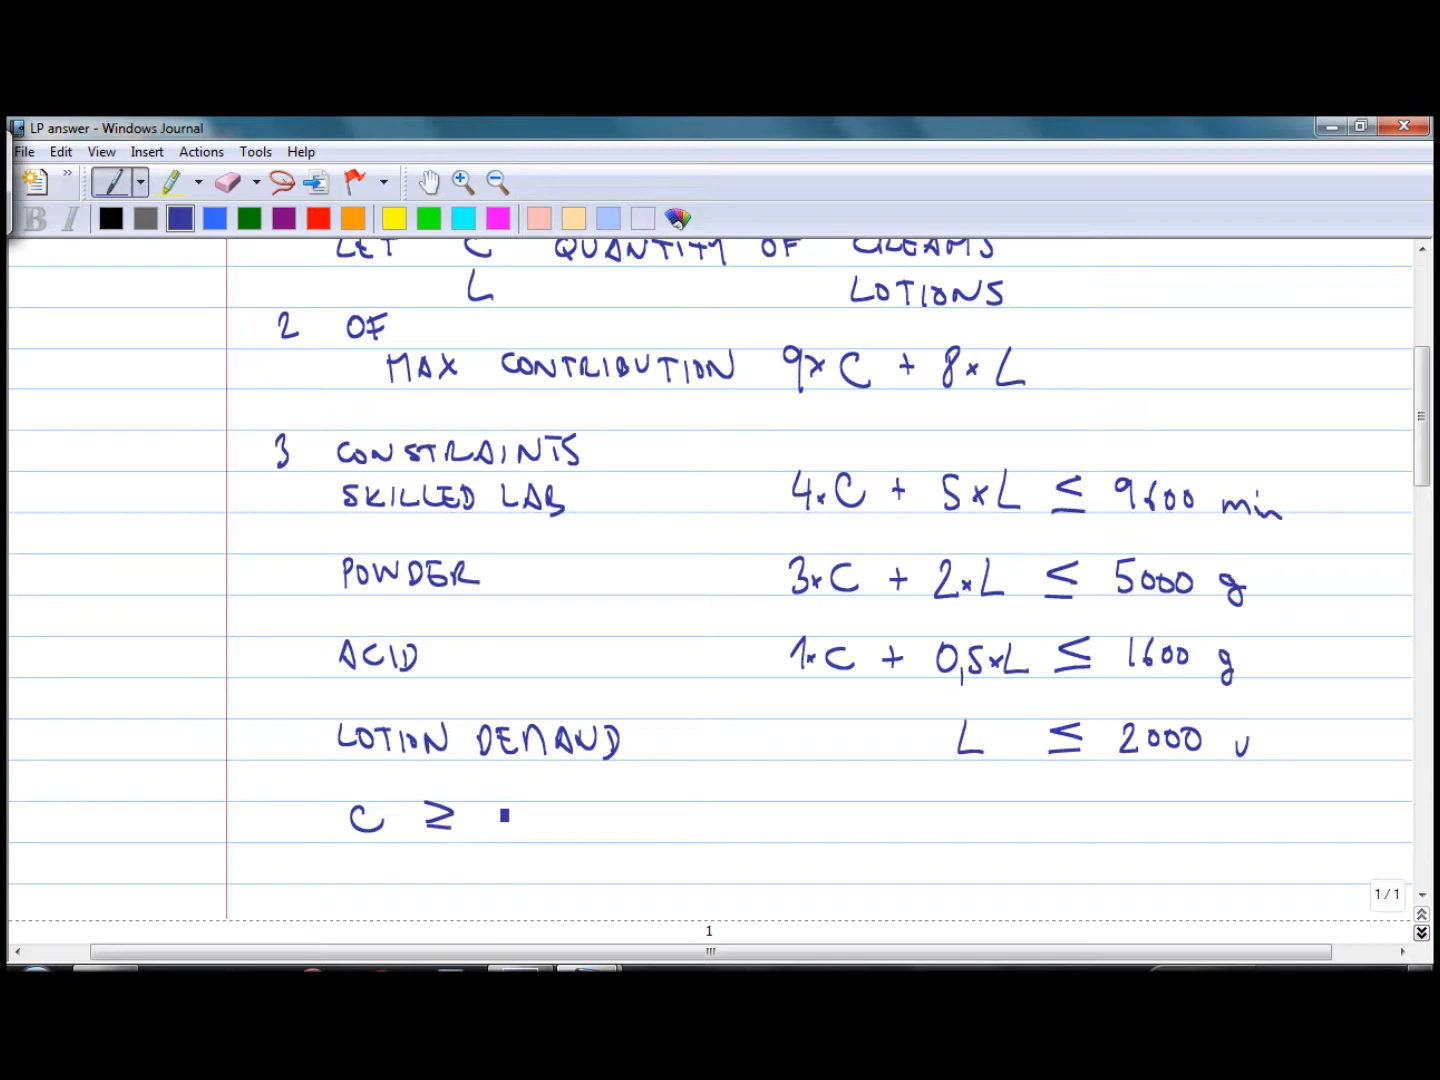 LP answer - Windows Journal
File Edit View Insert Actions Tools Help
B I
LET C QUANTITY OF CREAMS
L LOTIONS
2 OF
MAX CONTRIBUTION 9×C + 8×L
3 CONSTRAINTS
SKILLED LAB 4×C + 5×L ≤ 9600 min
POWDER 3×C + 2×L ≤ 5000 g
ACID 1×C + 0,5×L ≤ 1600 g
LOTION DEMAND L ≤ 2000 u
C ≥
1/1
1